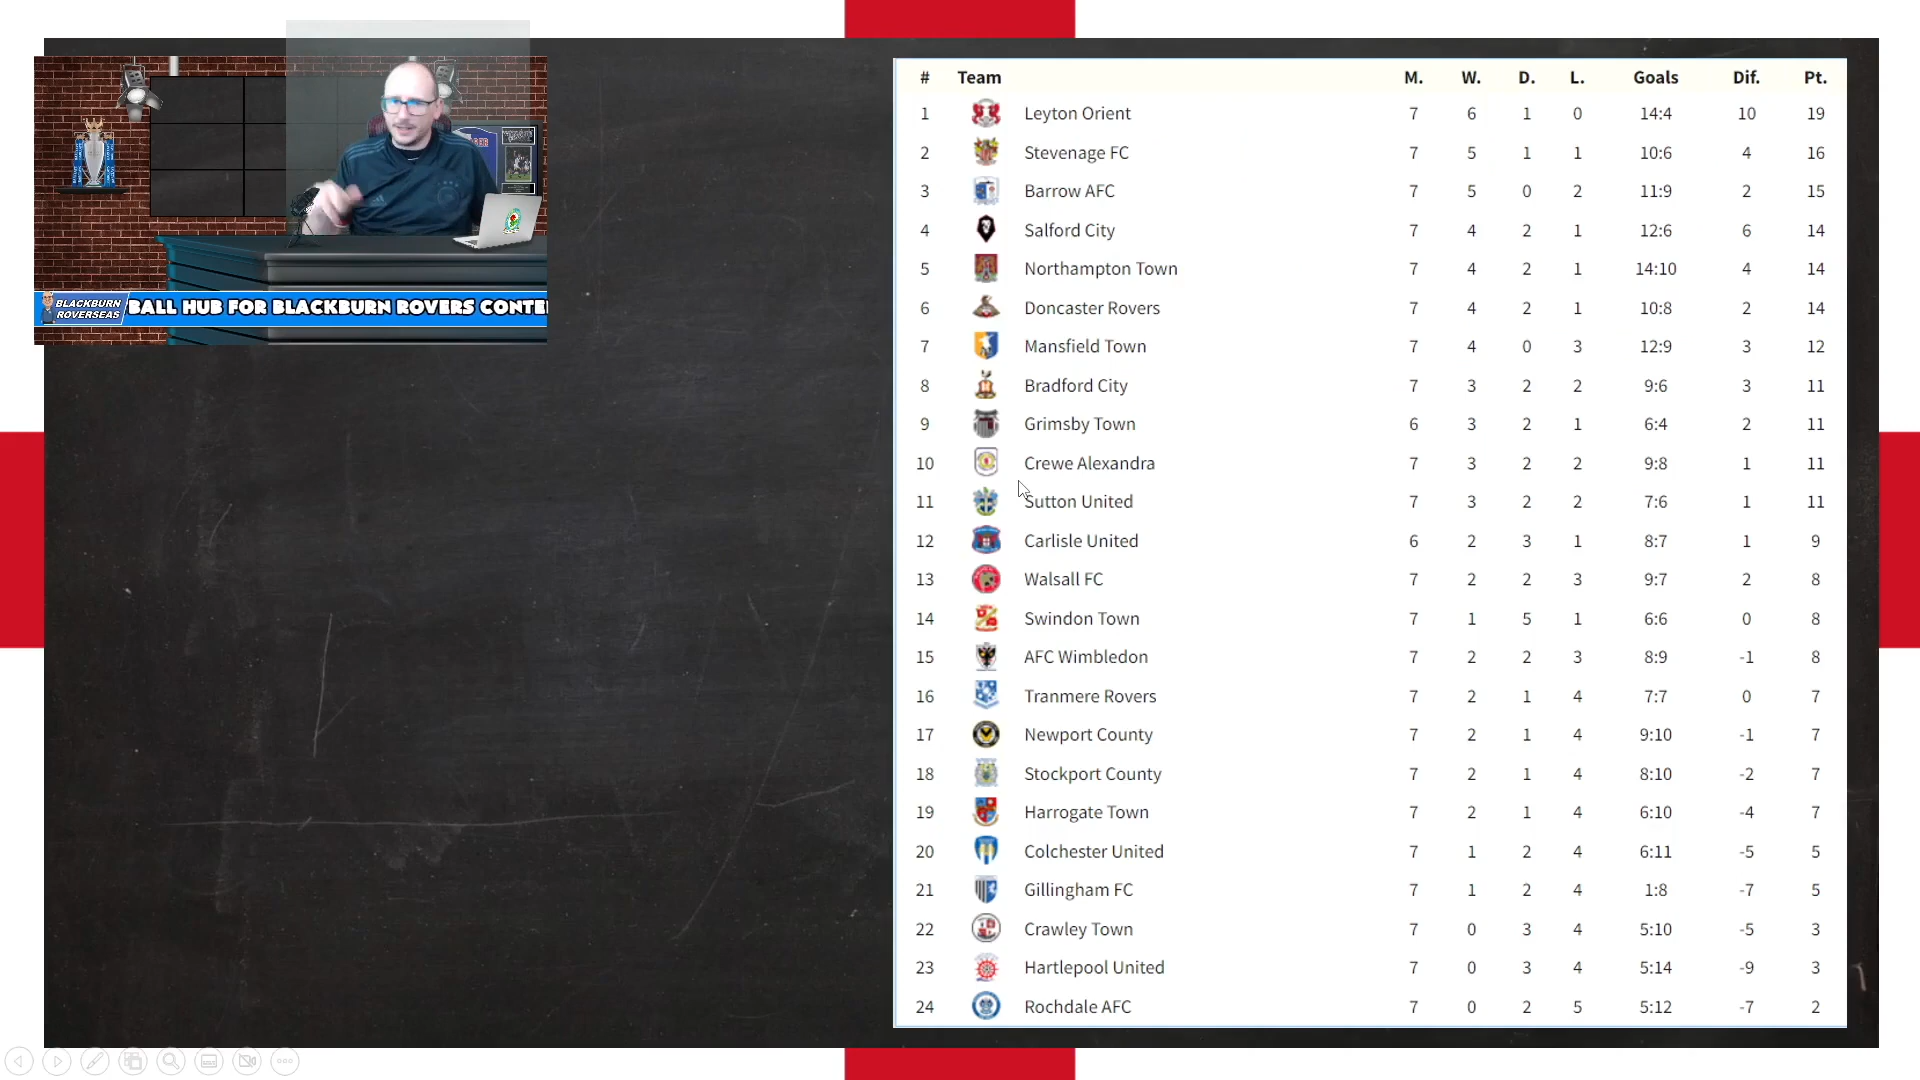 BLACKBURN
ROVERSEAS
BALL HUB FOR BLACKBURN ROVERS CONTE
# Team M. W. D. L. Goals Dif. Pt.
1 Leyton Orient 7 6 1 0 14:4 10 19
2 Stevenage FC 7 5 1 1 10:6 4 16
3 Barrow AFC 7 5 0 2 11:9 2 15
4 Salford City 7 4 2 1 12:6 6 14
5 Northampton Town 7 4 2 1 14:10 4 14
6 Doncaster Rovers 7 4 2 1 10:8 2 14
7 Mansfield Town 7 4 0 3 12:9 3 12
8 Bradford City 7 3 2 2 9:6 3 11
9 Grimsby Town 6 3 2 1 6:4 2 11
10 Crewe Alexandra 7 3 2 2 9:8 1 11
11 Sutton United 7 3 2 2 7:6 1 11
12 Carlisle United 6 2 3 1 8:7 1 9
13 Walsall FC 7 2 2 3 9:7 2 8
14 Swindon Town 7 1 5 1 6:6 0 8
15 AFC Wimbledon 7 2 2 3 8:9 -1 8
16 Tranmere Rovers 7 2 1 4 7:7 0 7
17 Newport County 7 2 1 4 9:10 -1 7
18 Stockport County 7 2 1 4 8:10 -2 7
19 Harrogate Town 7 2 1 4 6:10 -4 7
20 Colchester United 7 1 2 4 6:11 -5 5
21 Gillingham FC 7 1 2 4 1:8 -7 5
22 Crawley Town 7 0 3 4 5:10 -5 3
23 Hartlepool United 7 0 3 4 5:14 -9 3
24 Rochdale AFC 7 0 2 5 5:12 -7 2